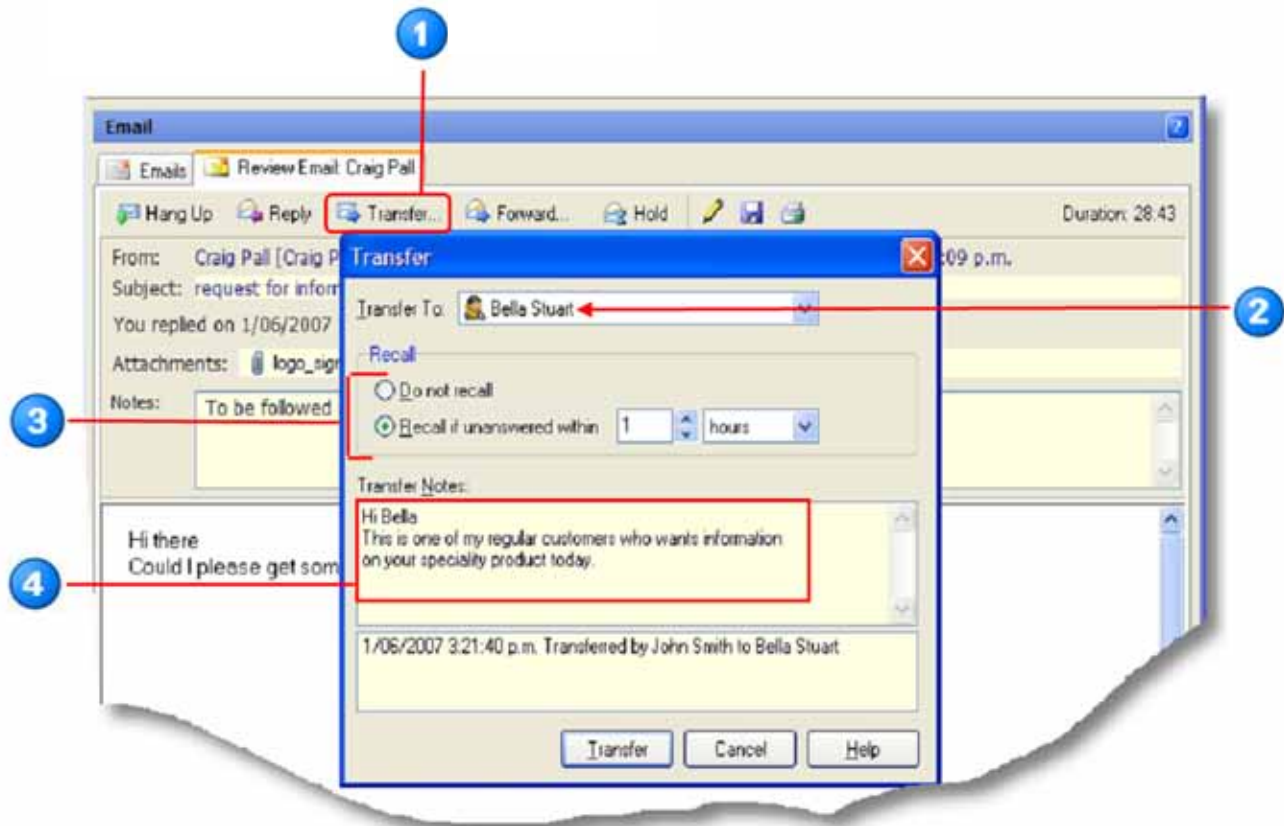 1
Email
Emails Review Email: Craig Pall
Hang Up Reply Transfer... Forward... Hold Duration: 28:43
From: Craig Pall [Craig P :09 p.m.
Subject: request for inform
You replied on 1/06/2007
Attachments: logo_sign
Notes: To be followed
Hi there
Could I please get som
Transfer
Transfer To: Bella Stuart
2
Recall
Do not recall
3
Recall if unanswered within 1 hours
Transfer Notes:
Hi Bella
This is one of my regular customers who wants information
on your speciality product today.
4
1/06/2007 3:21:40 p.m. Transferred by John Smith to Bella Stuart
Transfer Cancel Help